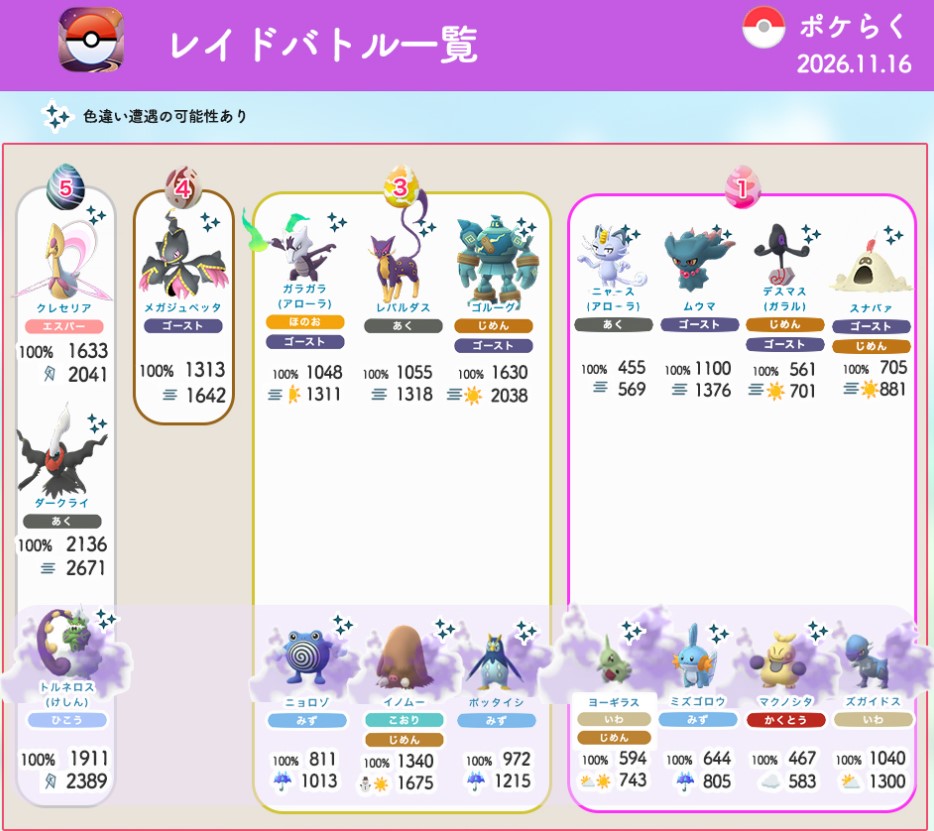 レイドバトル一覧
ポケらく
2026.11.16
色違い遭遇の可能性あり
5
クレセリア
エスパー
100% 1633
2041
ダークライ
あく
100% 2136
2671
トルネロス
(けしん)
ひこう
100% 1911
2389
4
メガジュペッタ
ゴースト
100% 1313
1642
3
ガラガラ
(アローラ)
ほのお
ゴースト
100% 1048
1311
レパルダス
あく
100% 1055
1318
ゴルーグ
じめん
ゴースト
100% 1630
2038
ニョロゾ
みず
100% 811
1013
イノムー
こおり
じめん
100% 1340
1675
ポッタイシ
みず
100% 972
1215
1
ニャース
(アローラ)
あく
100% 455
569
ムウマ
ゴースト
100% 1100
1376
デスマス
(ガラル)
じめん
ゴースト
100% 561
701
スナバァ
ゴースト
じめん
100% 705
881
ヨーギラス
いわ
じめん
100% 594
743
ミズゴロウ
みず
100% 644
805
マクノシタ
かくとう
100% 467
583
ズガイドス
いわ
100% 1040
1300